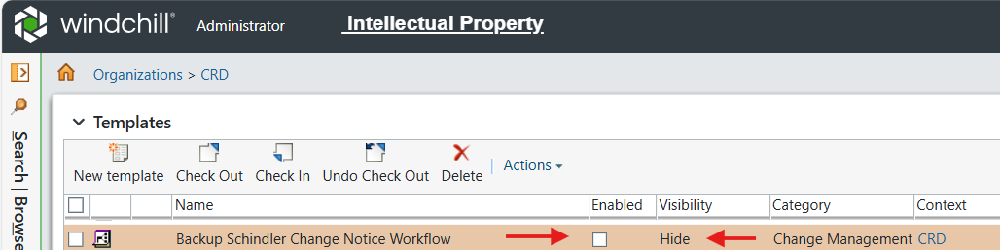 windchill® Administrator Intellectual Property
Organizations > CRD
Templates
New template Check Out Check In Undo Check Out Delete Actions
Name Enabled Visibility Category Context
Backup Schindler Change Notice Workflow Hide Change Management CRD
Search | Browse